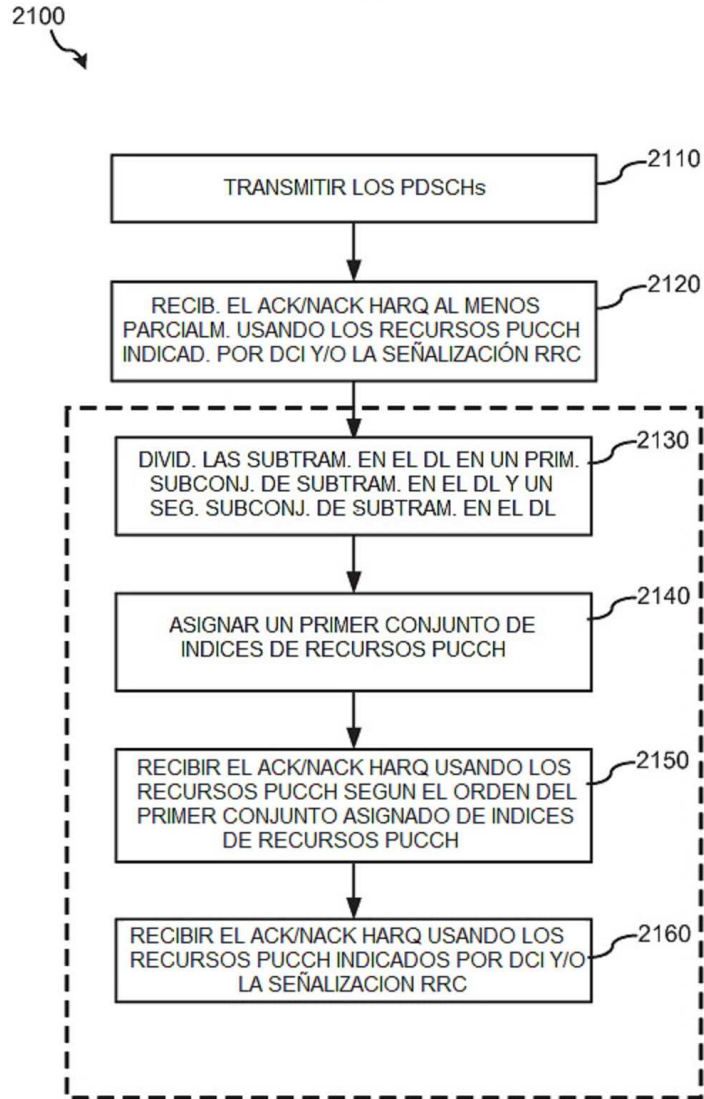 2100
2110
TRANSMITIR LOS PDSCHs
2120
RECIB. EL ACK/NACK HARQ AL MENOS
PARCIALM. USANDO LOS RECURSOS PUCCH
INDICAD. POR DCI Y/O LA SEÑALIZACIÓN RRC
2130
DIVID. LAS SUBTRAM. EN EL DL EN UN PRIM.
SUBCONJ. DE SUBTRAM. EN EL DL Y UN
SEG. SUBCONJ. DE SUBTRAM. EN EL DL
2140
ASIGNAR UN PRIMER CONJUNTO DE
INDICES DE RECURSOS PUCCH
2150
RECIBIR EL ACK/NACK HARQ USANDO LOS
RECURSOS PUCCH SEGUN EL ORDEN DEL
PRIMER CONJUNTO ASIGNADO DE INDICES
DE RECURSOS PUCCH
2160
RECIBIR EL ACK/NACK HARQ USANDO LOS
RECURSOS PUCCH INDICADOS POR DCI Y/O
LA SEÑALIZACION RRC